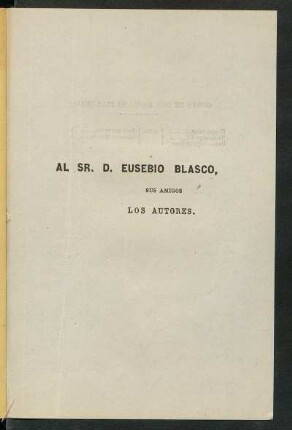 AL SR. D. EUSEBIO BLASCO,
SUS AMIGOS
LOS AUTORES.